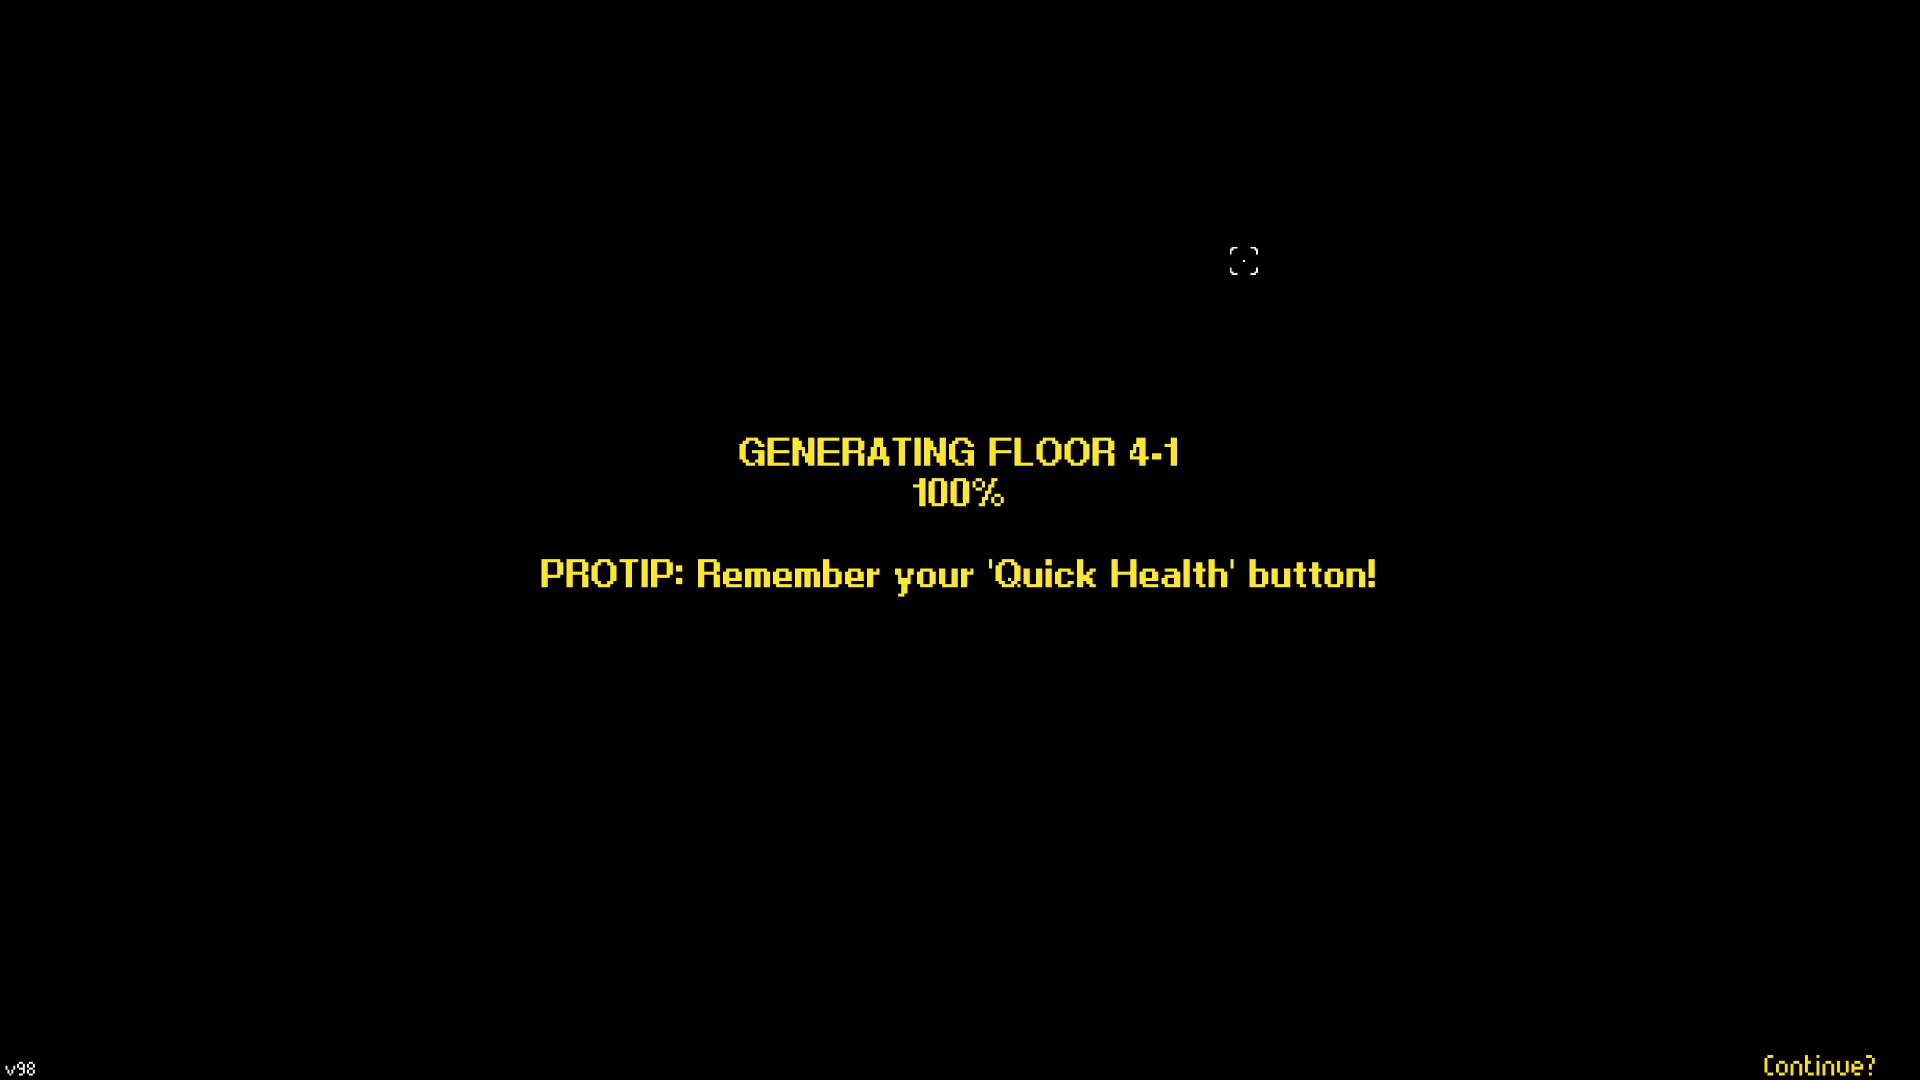 GENERATING FLOOR 4-1
100%
PROTIP: Remember your 'Quick Health' button!
v98
Continue?